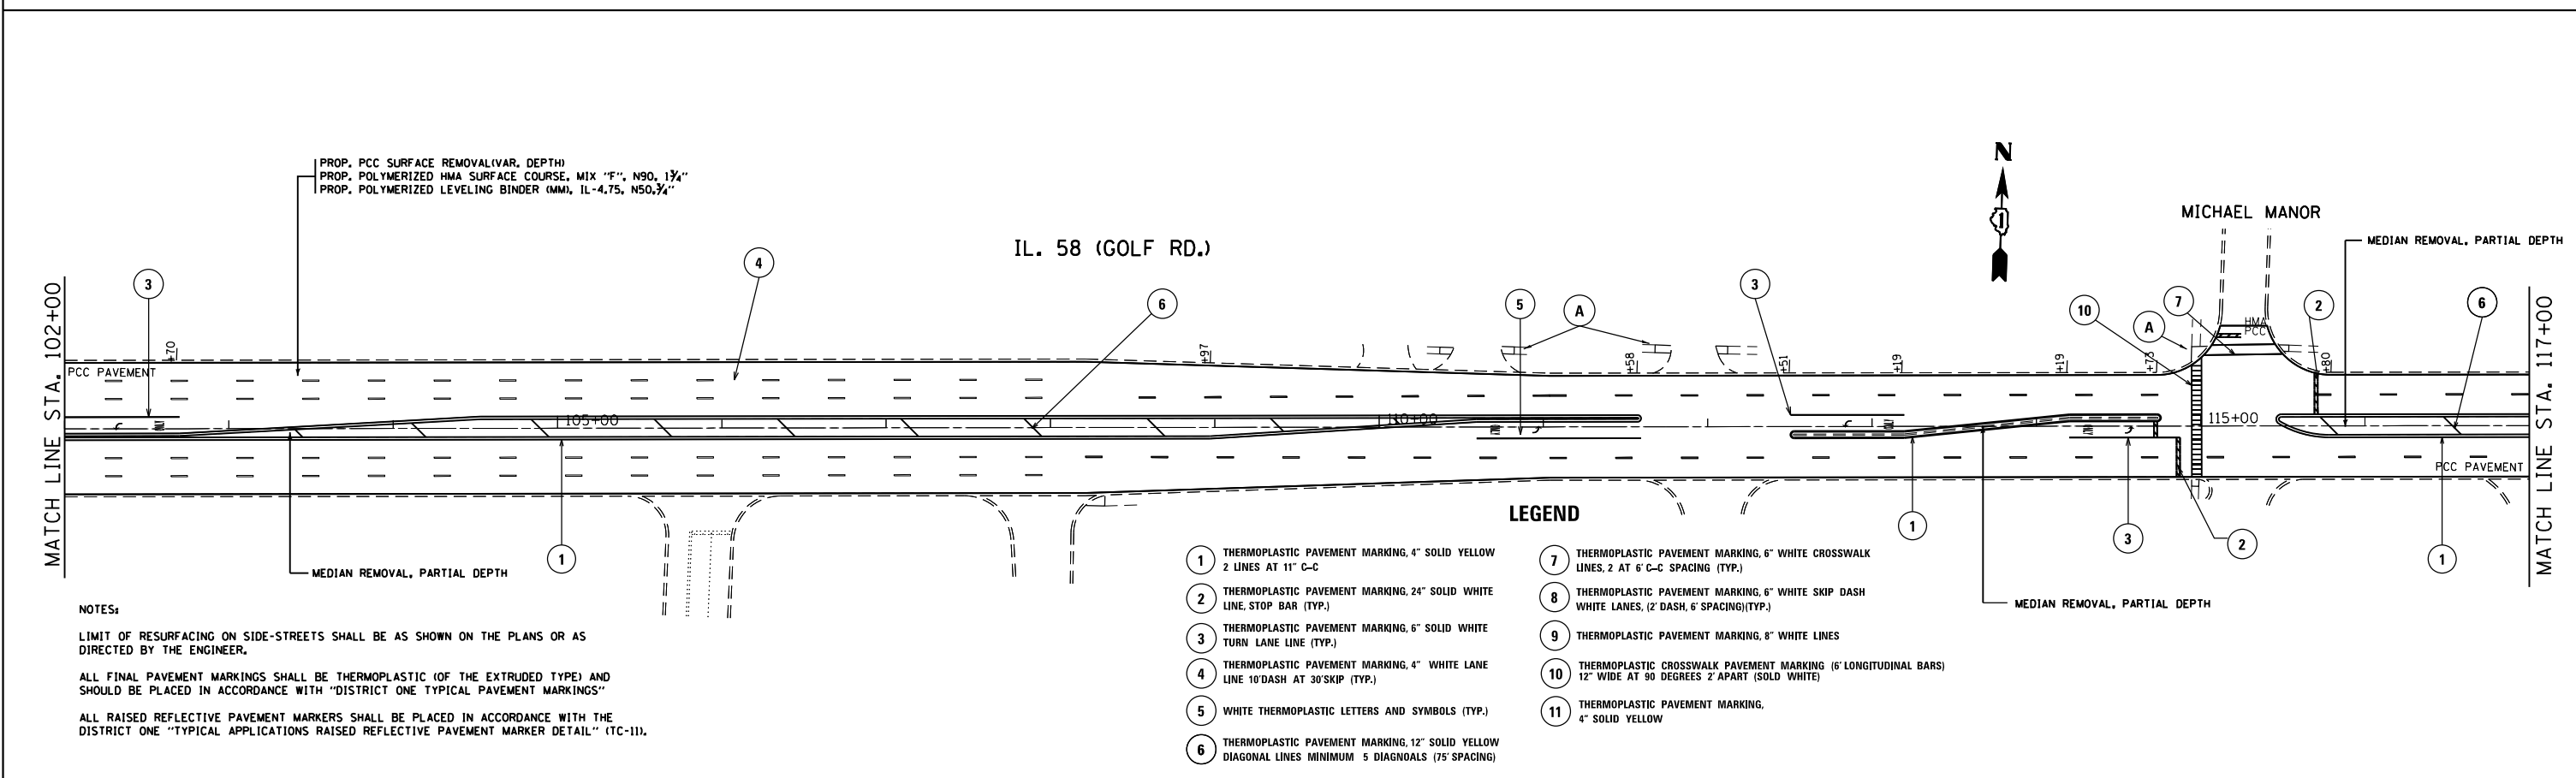 PROP. PCC SURFACE REMOVAL(VAR. DEPTH)
PROP. POLYMERIZED HMA SURFACE COURSE, MIX "F", N90, 1¾"
PROP. POLYMERIZED LEVELING BINDER (MM), IL-4.75, N50,¾"
IL. 58 (GOLF RD.)
N
1
MICHAEL MANOR
MEDIAN REMOVAL, PARTIAL DEPTH
3
4
6
5
A
3
10
7
A
2
6
HMA
PCC
MATCH LINE STA. 102+00
MATCH LINE STA. 117+00
+70
+97
+58
+51
+19
+19
+73
+80
PCC PAVEMENT
105+00
110+00
115+00
PCC PAVEMENT
ONLY
ONLY
ONLY
ONLY
1
1
3
2
1
MEDIAN REMOVAL, PARTIAL DEPTH
MEDIAN REMOVAL, PARTIAL DEPTH
NOTES:
LIMIT OF RESURFACING ON SIDE-STREETS SHALL BE AS SHOWN ON THE PLANS OR AS
DIRECTED BY THE ENGINEER.
ALL FINAL PAVEMENT MARKINGS SHALL BE THERMOPLASTIC (OF THE EXTRUDED TYPE) AND
SHOULD BE PLACED IN ACCORDANCE WITH "DISTRICT ONE TYPICAL PAVEMENT MARKINGS"
ALL RAISED REFLECTIVE PAVEMENT MARKERS SHALL BE PLACED IN ACCORDANCE WITH THE
DISTRICT ONE "TYPICAL APPLICATIONS RAISED REFLECTIVE PAVEMENT MARKER DETAIL" (TC-11).
LEGEND
1 THERMOPLASTIC PAVEMENT MARKING, 4" SOLID YELLOW
2 LINES AT 11" C-C
2 THERMOPLASTIC PAVEMENT MARKING, 24" SOLID WHITE
LINE, STOP BAR (TYP.)
3 THERMOPLASTIC PAVEMENT MARKING, 6" SOLID WHITE
TURN LANE LINE (TYP.)
4 THERMOPLASTIC PAVEMENT MARKING, 4" WHITE LANE
LINE 10'DASH AT 30'SKIP (TYP.)
5 WHITE THERMOPLASTIC LETTERS AND SYMBOLS (TYP.)
6 THERMOPLASTIC PAVEMENT MARKING, 12" SOLID YELLOW
DIAGONAL LINES MINIMUM 5 DIAGNOALS (75' SPACING)
7 THERMOPLASTIC PAVEMENT MARKING, 6" WHITE CROSSWALK
LINES, 2 AT 6' C-C SPACING (TYP.)
8 THERMOPLASTIC PAVEMENT MARKING, 6" WHITE SKIP DASH
WHITE LANES, (2' DASH, 6' SPACING)(TYP.)
9 THERMOPLASTIC PAVEMENT MARKING, 8" WHITE LINES
10 THERMOPLASTIC CROSSWALK PAVEMENT MARKING (6' LONGITUDINAL BARS)
12" WIDE AT 90 DEGREES 2' APART (SOLD WHITE)
11 THERMOPLASTIC PAVEMENT MARKING,
4" SOLID YELLOW